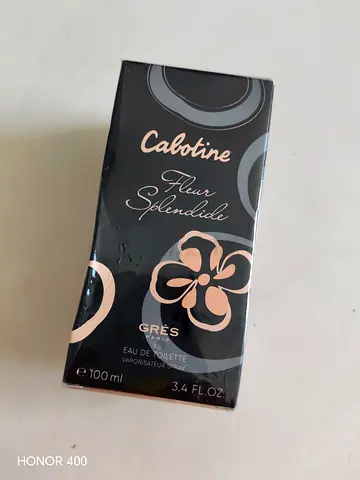 Cabotine
Fleur
Splendide
GRÈS
PARIS
EAU DE TOILETTE
VAPORISATEUR SPRAY
℮ 100 ml 3.4 FL.OZ.
HONOR 400